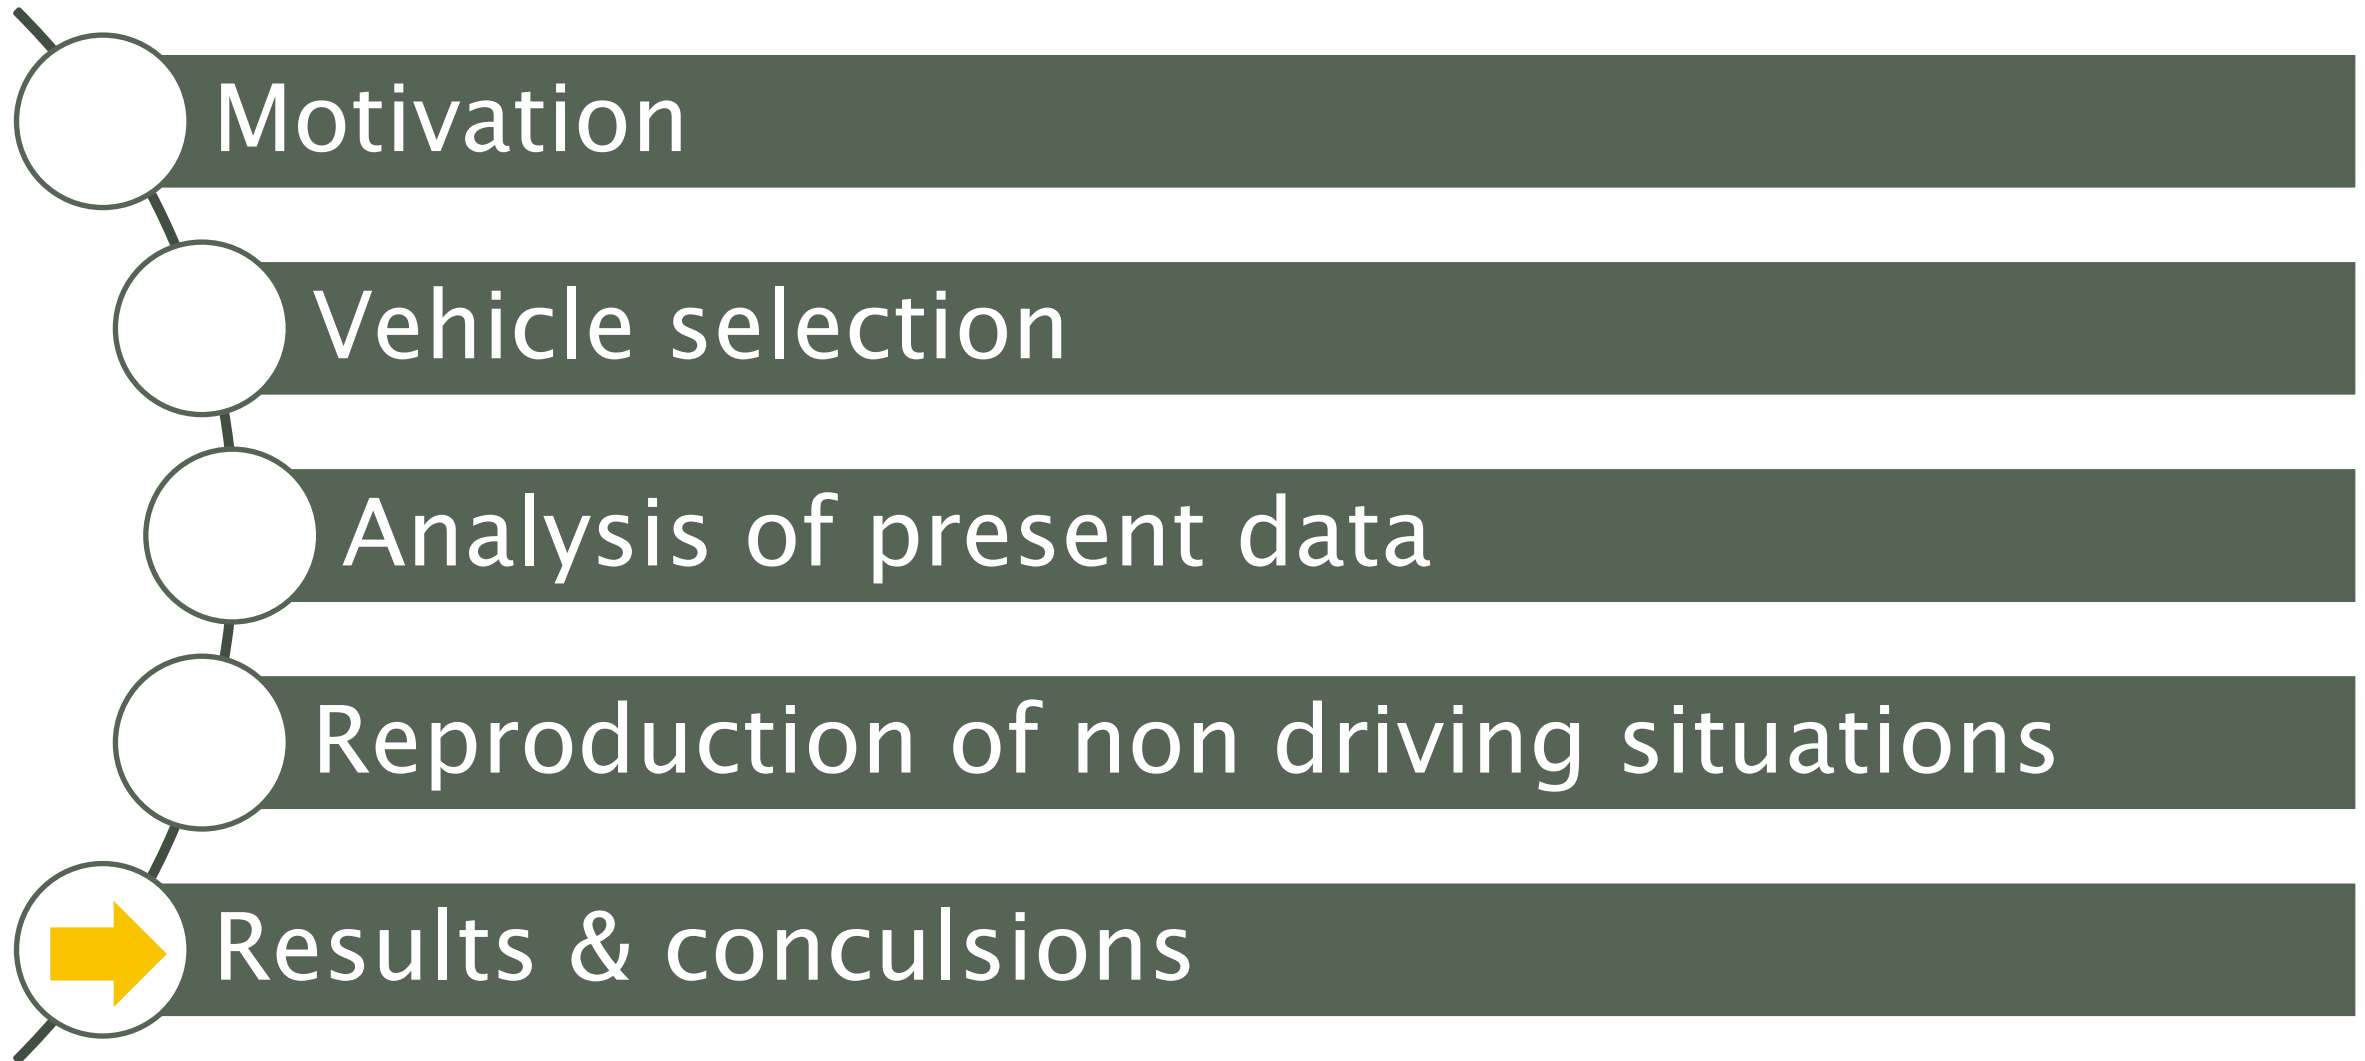 Motivation
Vehicle selection
Analysis of present data
Reproduction of non driving situations
Results & conculsions